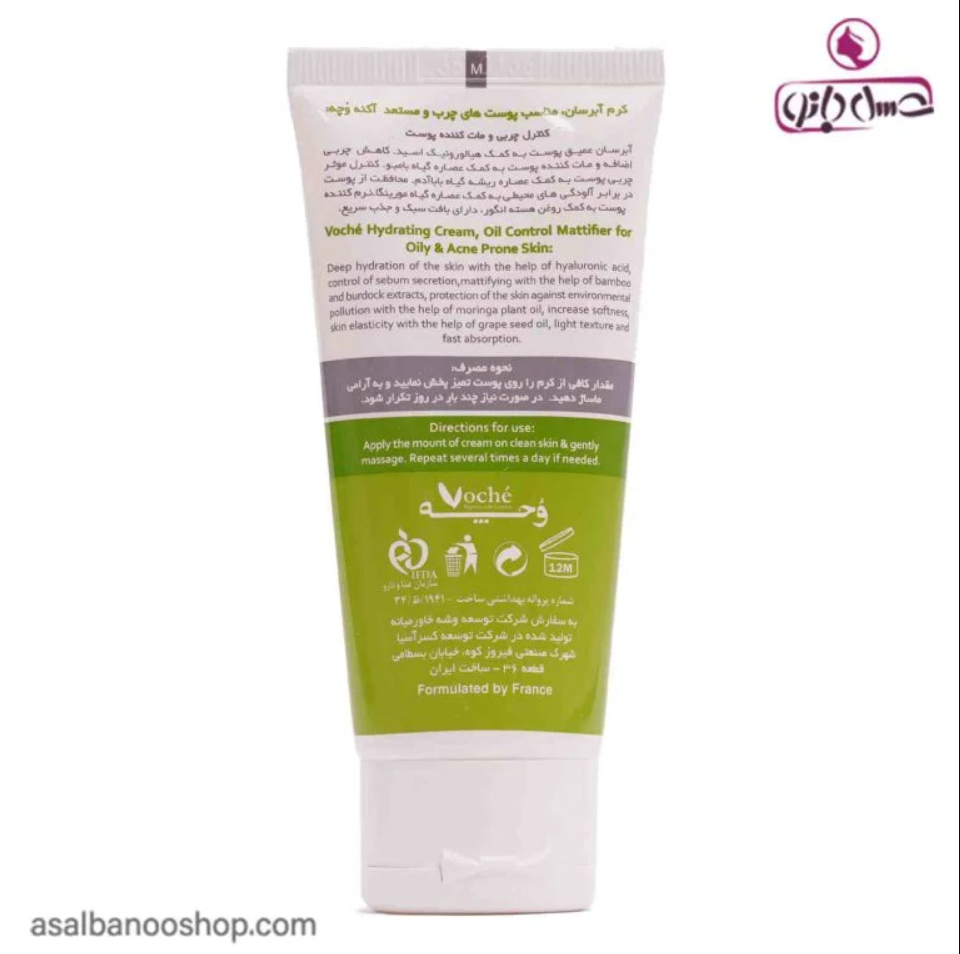 عسل بانو
M
کرم آبرسان، مناسب پوست های چرب و مستعد آکنه وُچه:
کنترل چربی و مات کننده پوست
آبرسان عمیق پوست به کمک هیالورونیک اسید. کاهش چربی
اضافه و مات کننده پوست به کمک عصاره گیاه بامبو. کنترل موثر
چربی پوست به کمک عصاره ریشه گیاه باباآدم. محافظت از پوست
در برابر آلودگی های محیطی به کمک عصاره گیاه مورینگا.نرم کننده
پوست به کمک روغن هسته انگور، دارای بافت سبک و جذب سریع.
Voché Hydrating Cream, Oil Control Mattifier for
Oily & Acne Prone Skin:
Deep hydration of the skin with the help of hyaluronic acid,
control of sebum secretion,mattifying with the help of bamboo
and burdock extracts, protection of the skin against environmental
pollution with the help of moringa plant oil, increase softness,
skin elasticity with the help of grape seed oil, light texture and
fast absorption.
نحوه مصرف:
مقدار کافی از کرم را روی پوست تمیز پخش نمایید و به آرامی
ماساژ دهید. در صورت نیاز چند بار در روز تکرار شود.
Directions for use:
Apply the mount of cream on clean skin & gently
massage. Repeat several times a day if needed.
Voché
وُچه
IFDA
سازمان غذا و دارو
12M
شماره پروانه بهداشتی ساخت
به سفارش شرکت توسعه وشه خاورمیانه
تولید شده در شرکت توسعه کسرآسیا
شهرک صنعتی فیروز کوه، خیابان بسطامی
قطعه ۳۶ – ساخت ایران
Formulated by France
asalbanooshop.com